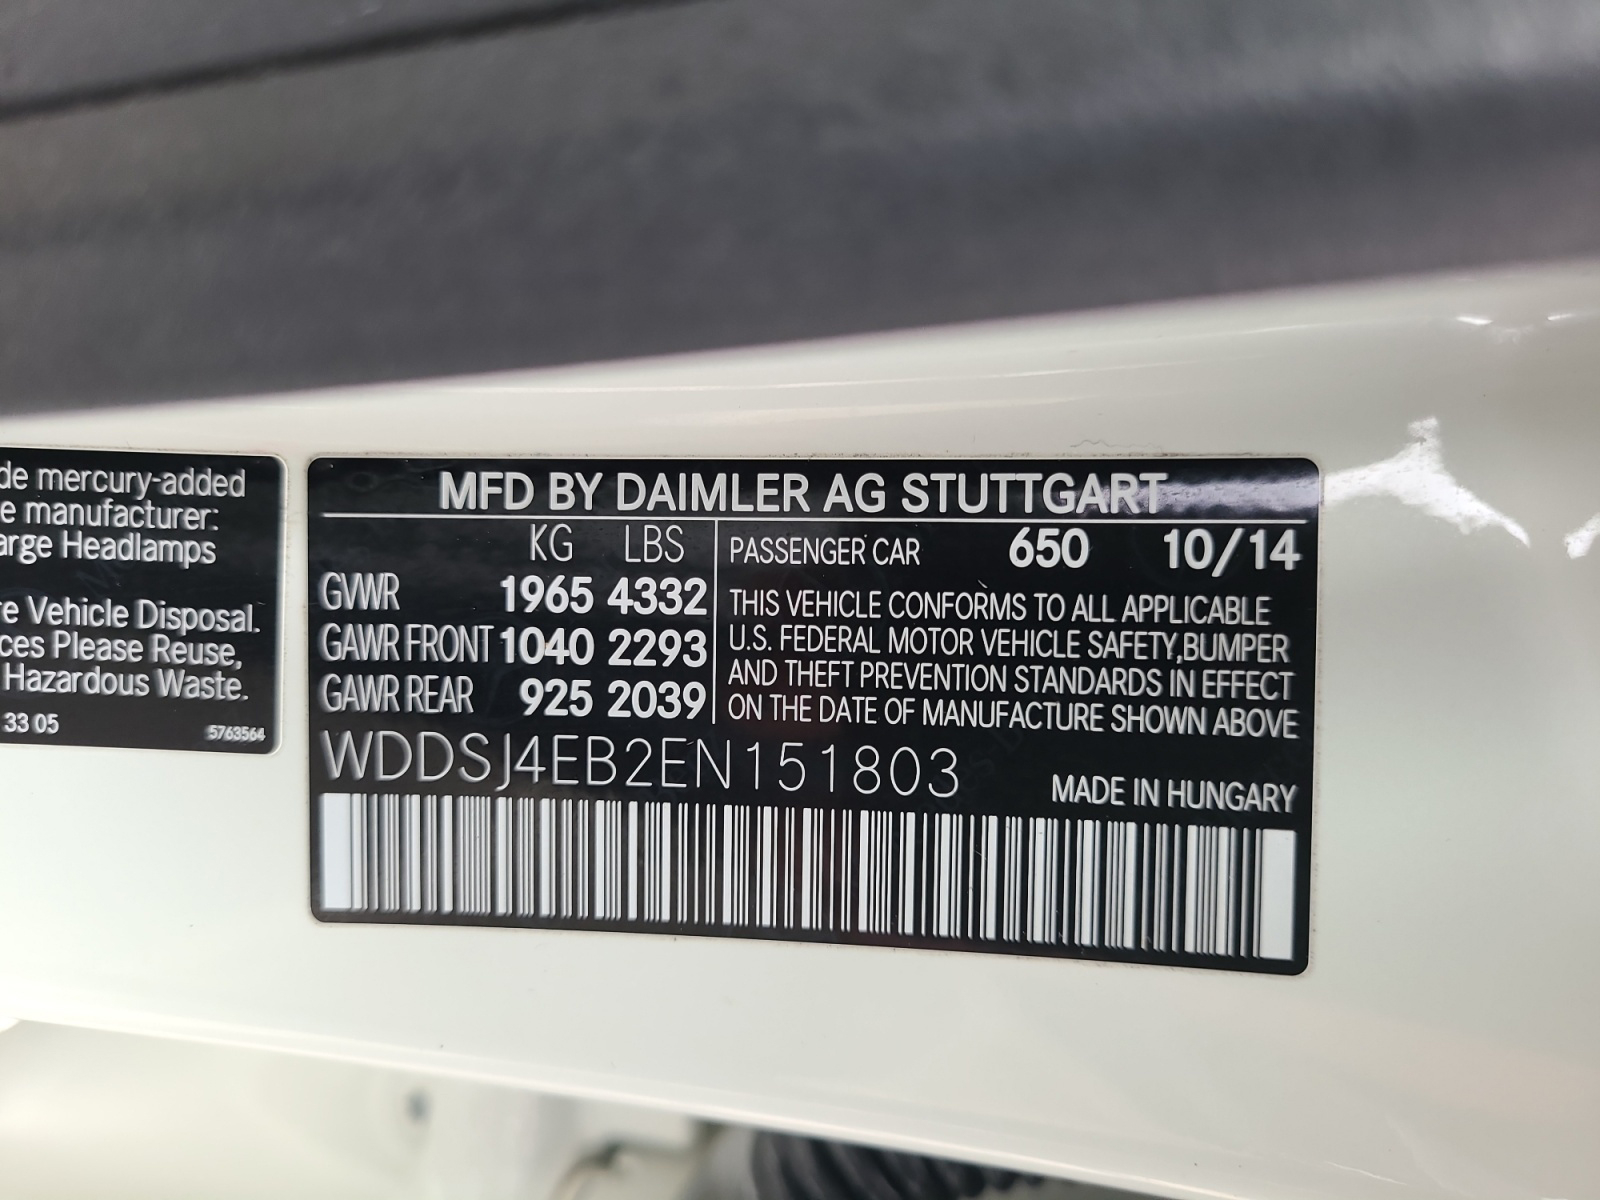 de mercury-added
e manufacturer:
arge Headlamps
re Vehicle Disposal.
ces Please Reuse,
Hazardous Waste.
33 05
5763564
MFD BY DAIMLER AG STUTTGART
KG LBS
GVWR 1965 4332
GAWR FRONT 1040 2293
GAWR REAR 925 2039
PASSENGER CAR 650 10/14
THIS VEHICLE CONFORMS TO ALL APPLICABLE
U.S. FEDERAL MOTOR VEHICLE SAFETY,BUMPER
AND THEFT PREVENTION STANDARDS IN EFFECT
ON THE DATE OF MANUFACTURE SHOWN ABOVE
WDDSJ4EB2EN151803
MADE IN HUNGARY